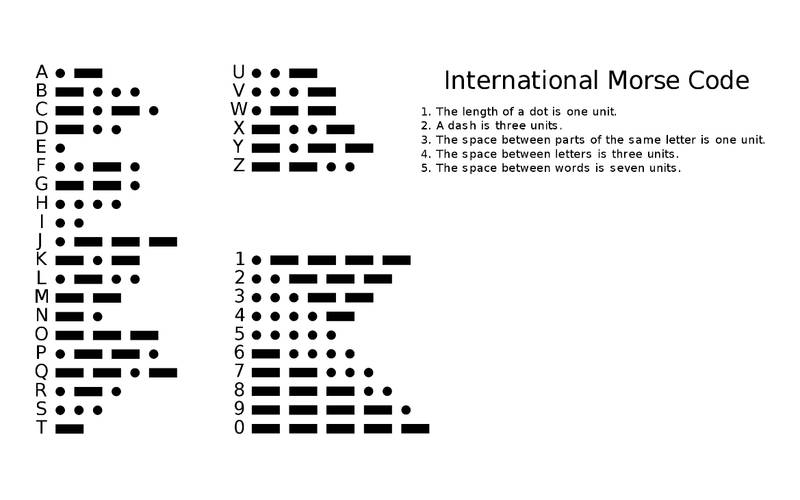 A
B
C
D
E
F
G
H
I
J
K
L
M
N
O
P
Q
R
S
T
U
V
W
X
Y
Z
1
2
3
4
5
6
7
8
9
0
International Morse Code
1. The length of a dot is one unit.
2. A dash is three units.
3. The space between parts of the same letter is one unit.
4. The space between letters is three units.
5. The space between words is seven units.